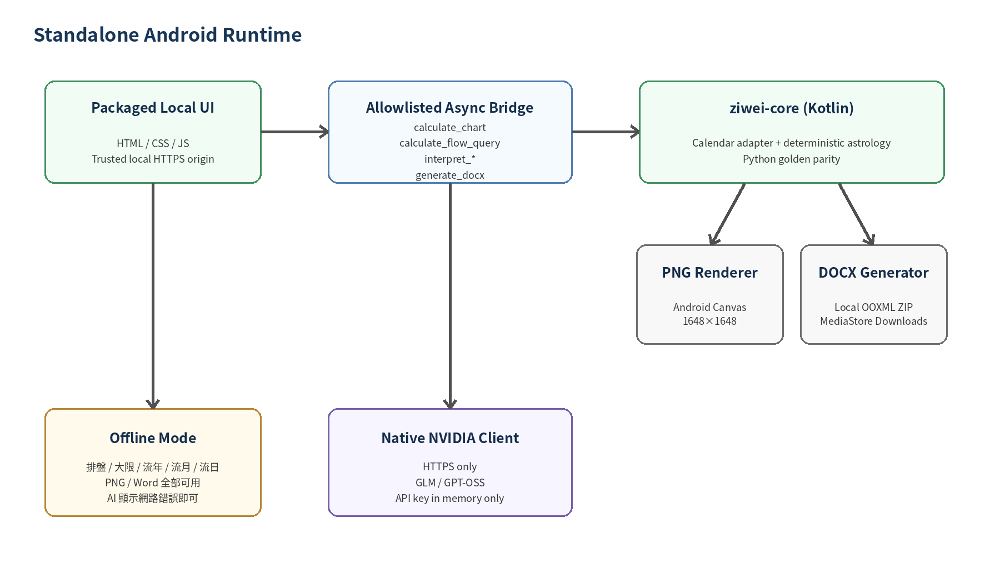 Standalone Android Runtime
Packaged Local UI
HTML / CSS / JS
Trusted local HTTPS origin
Allowlisted Async Bridge
calculate_chart
calculate_flow_query
interpret_*
generate_docx
ziwei-core (Kotlin)
Calendar adapter + deterministic astrology
Python golden parity
PNG Renderer
Android Canvas
1648×1648
DOCX Generator
Local OOXML ZIP
MediaStore Downloads
Offline Mode
排盤 / 大限 / 流年 / 流月 / 流日
PNG / Word 全部可用
AI 顯示網路錯誤即可
Native NVIDIA Client
HTTPS only
GLM / GPT-OSS
API key in memory only